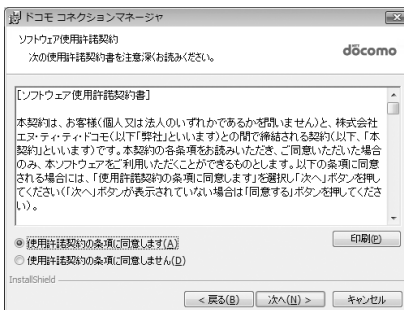 ドコモ コネクションマネージャ
ソフトウェア使用許諾契約
次の使用許諾契約書を注意深くお読みください。
döcomo
[ソフトウェア使用許諾契約書]
本契約は、お客様(個人又は法人のいずれかであるかを問いません)と、株式会社
エヌ・ティ・ティ・ドコモ(以下「弊社」といいます)との間で締結される契約(以下、「本
契約」といいます)です。本契約の各条項をお読みいただき、ご同意いただいた場合
のみ、本ソフトウェアをご利用いただくことができるものとします。以下の条項に同意
される場合には、「使用許諾契約の条項に同意します」を選択し「次へ」ボタンを押し
てください(「次へ」ボタンが表示されていない場合は「同意する」ボタンを押してくださ
い)。
使用許諾契約の条項に同意します(A)
印刷(P)
使用許諾契約の条項に同意しません(D)
InstallShield
< 戻る(B) 次へ(N) > キャンセル